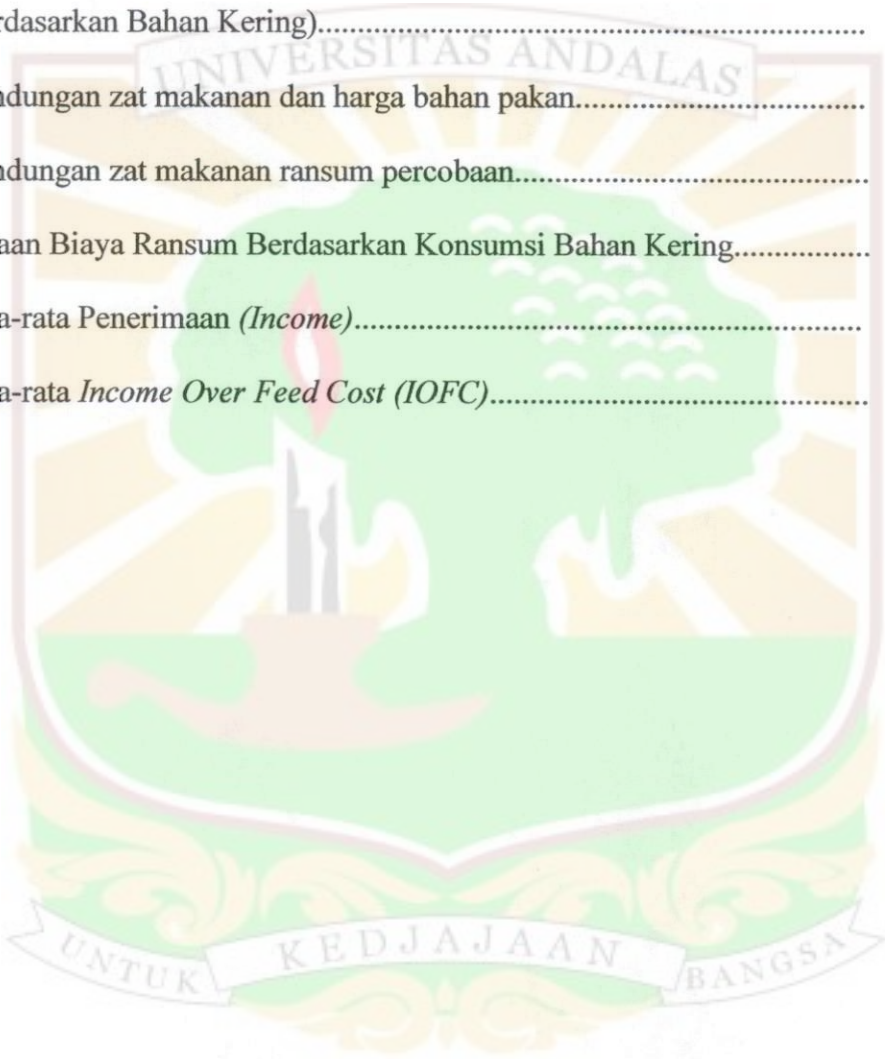 rdasarkan Bahan Kering)......................................................................
UNIVERSITAS ANDALAS
ndungan zat makanan dan harga bahan pakan.....................................
ndungan zat makanan ransum percobaan.............................................
aan Biaya Ransum Berdasarkan Konsumsi Bahan Kering.................
a-rata Penerimaan (Income)................................................................
a-rata Income Over Feed Cost (IOFC)................................................
UNTUK KEDJAJAAN BANGSA